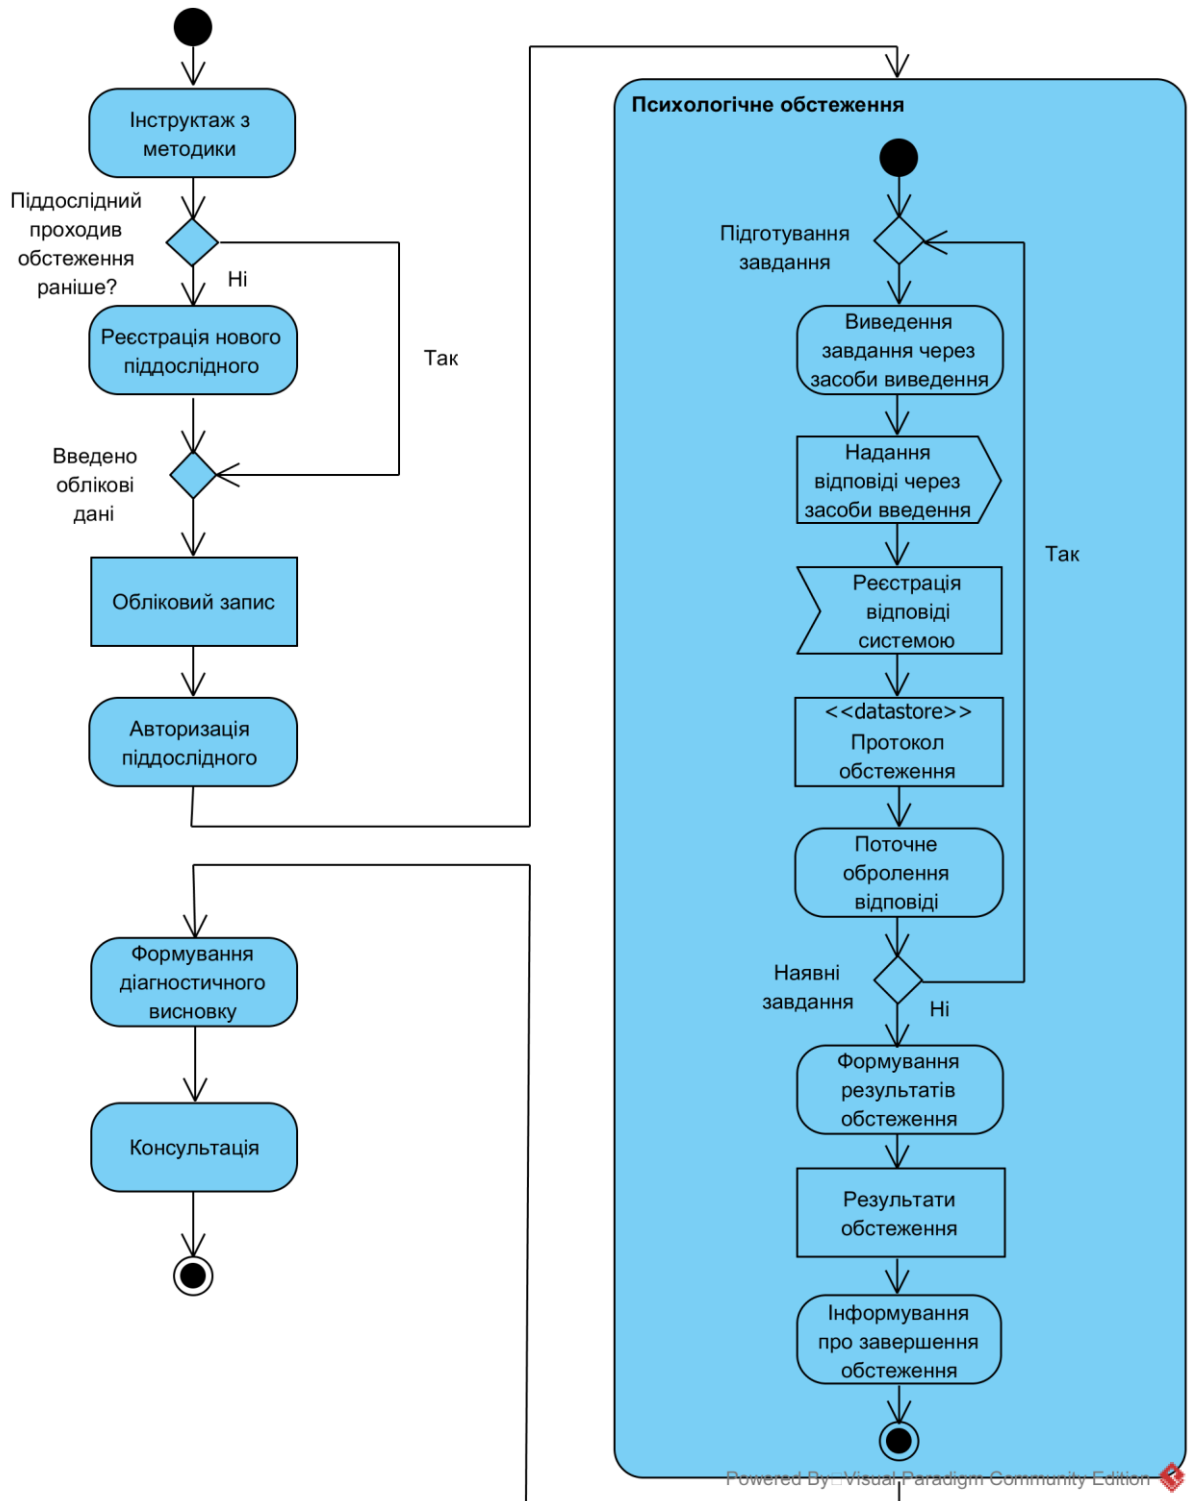 Інструктаж з
методики
Піддослідний
проходив
обстеження
раніше?
Ні
Реєстрація нового
піддослідного
Так
Введено
облікові
дані
Обліковий запис
Авторизація
піддослідного
Формування
діагностичного
висновку
Консультація
Психологічне обстеження
Підготування
завдання
Виведення
завдання через
засоби виведення
Надання
відповіді через
засоби введення
Так
Реєстрація
відповіді
системою
<<datastore>>
Протокол
обстеження
Поточне
обролення
відповіді
Наявні
завдання
Ні
Формування
результатів
обстеження
Результати
обстеження
Інформування
про завершення
обстеження
Powered By Visual Paradigm Community Edition